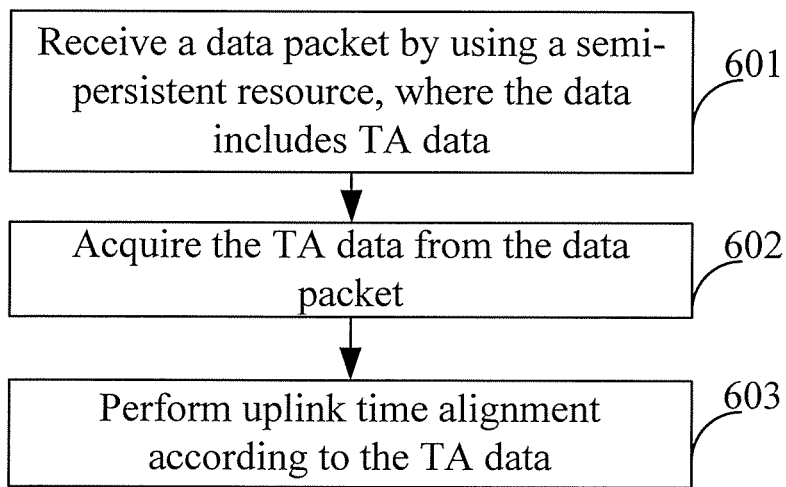 Receive a data packet by using a semi-
persistent resource, where the data
includes TA data
601
Acquire the TA data from the data
packet
602
Perform uplink time alignment
according to the TA data
603